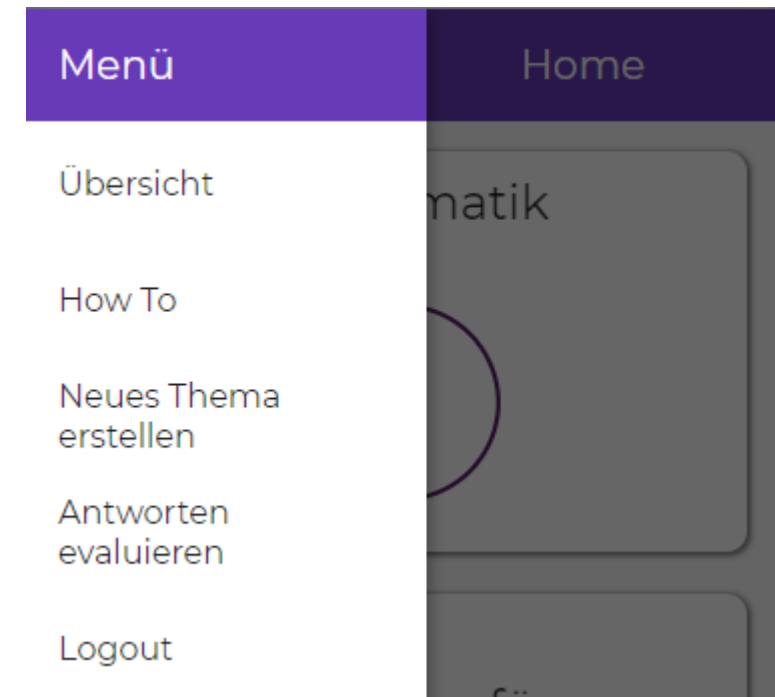 Menü
Home
Übersicht
matik
How To
Neues Thema
erstellen
Antworten
evaluieren
Logout